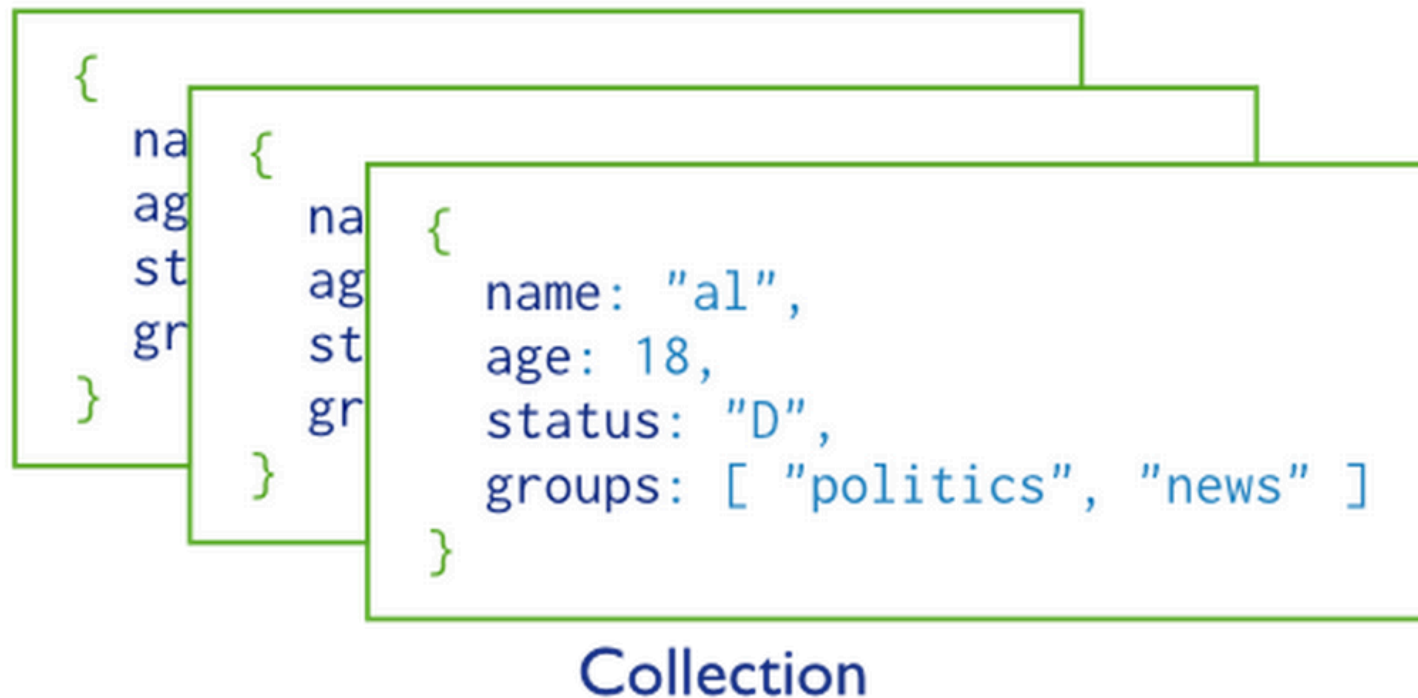 {
na
ag
st
gr
}
{
na
ag
st
gr
}
{
name: "al",
age: 18,
status: "D",
groups: [ "politics", "news" ]
}
Collection